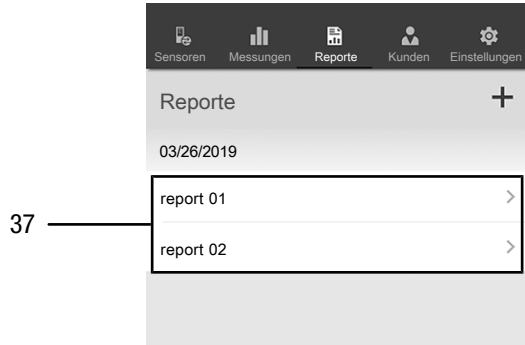 Sensoren Messungen Reporte Kunden Einstellungen
Reporte +
03/26/2019
report 01 >
37
report 02 >